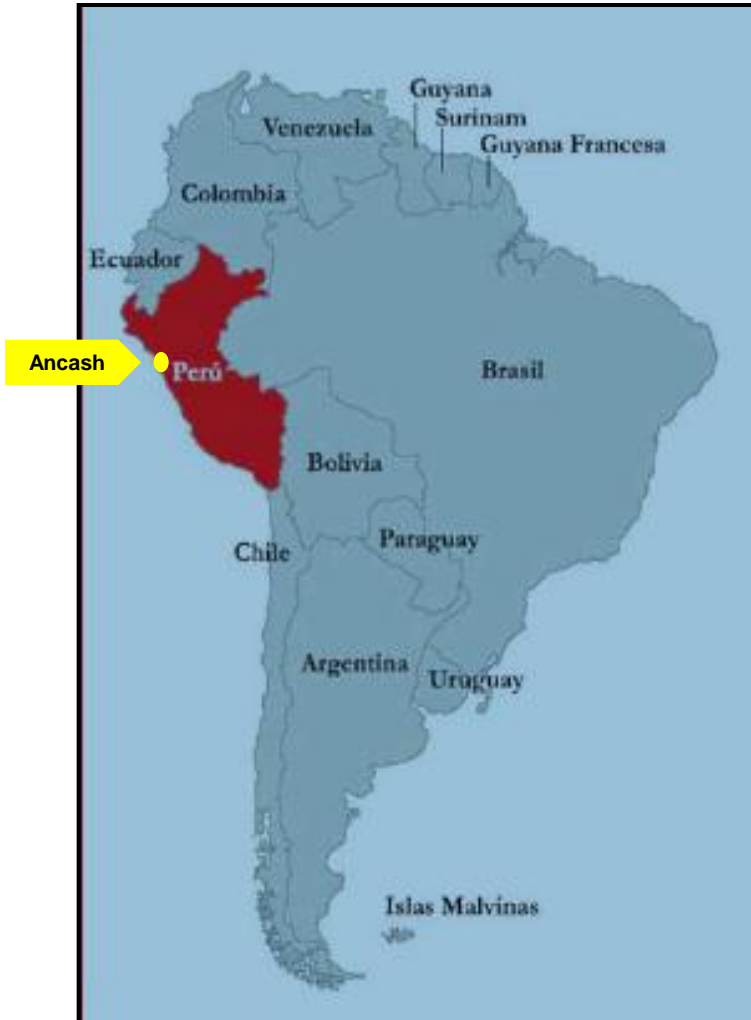 Guyana
Surinam
Venezuela
Guyana Francesa
Colombia
Ecuador
Ancash
Perú
Brasil
Bolivia
Chile
Paraguay
Argentina
Uruguay
Islas Malvinas